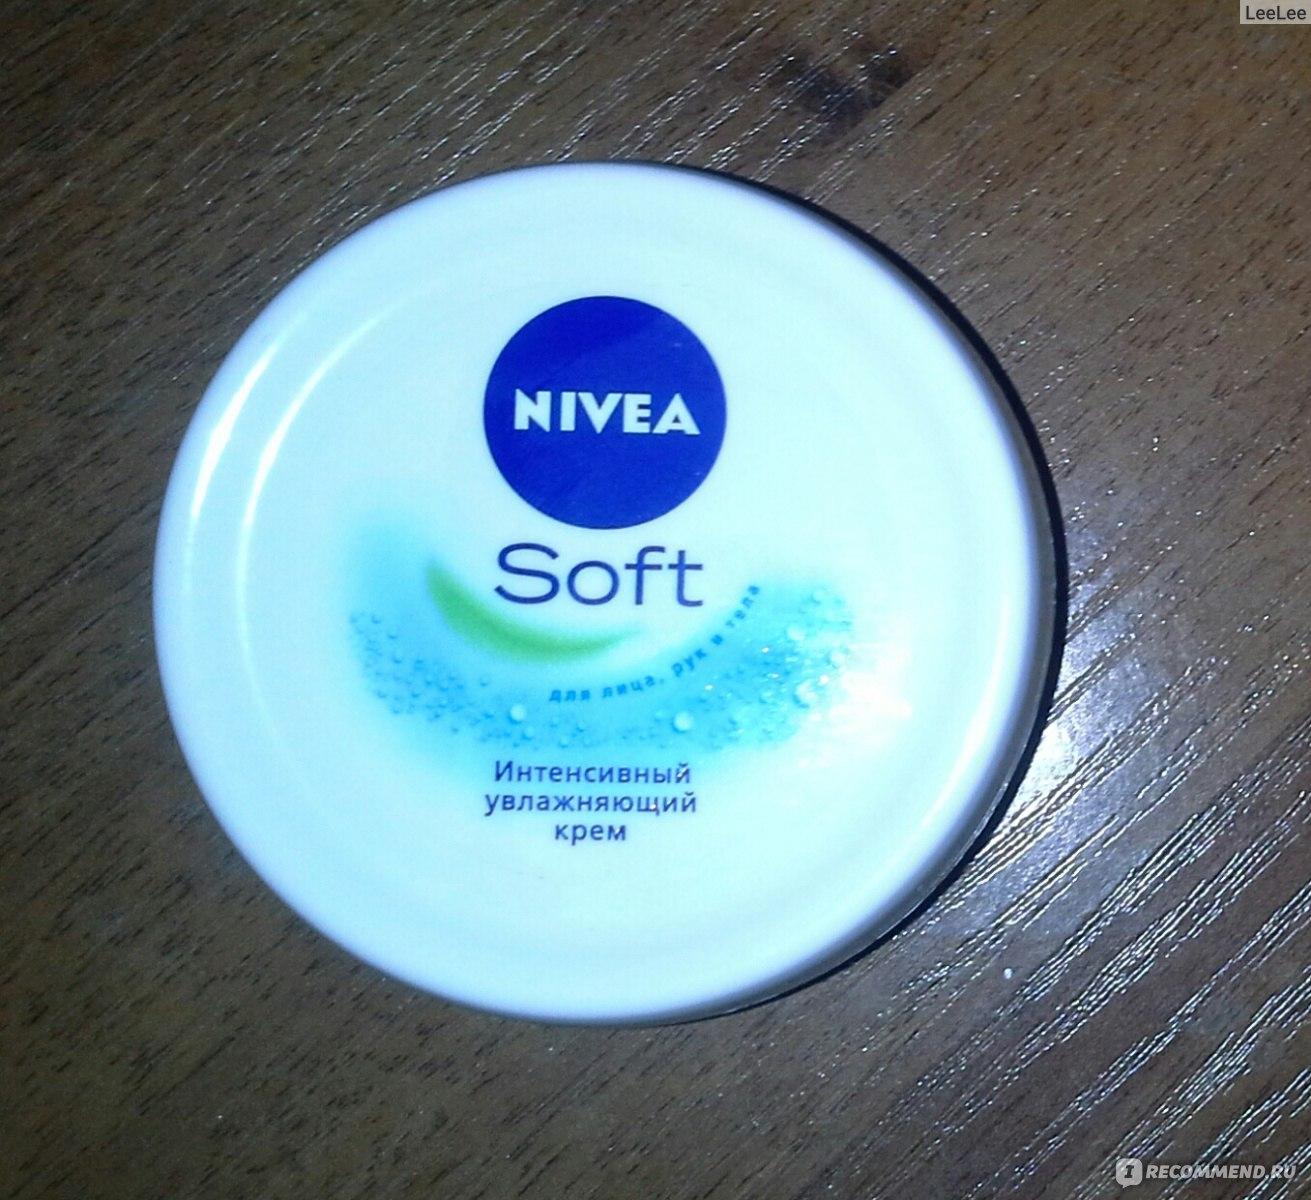 LeeLee
NIVEA
Soft
для лица, рук и тела
Интенсивный
увлажняющий
крем
RECOMMEND.RU